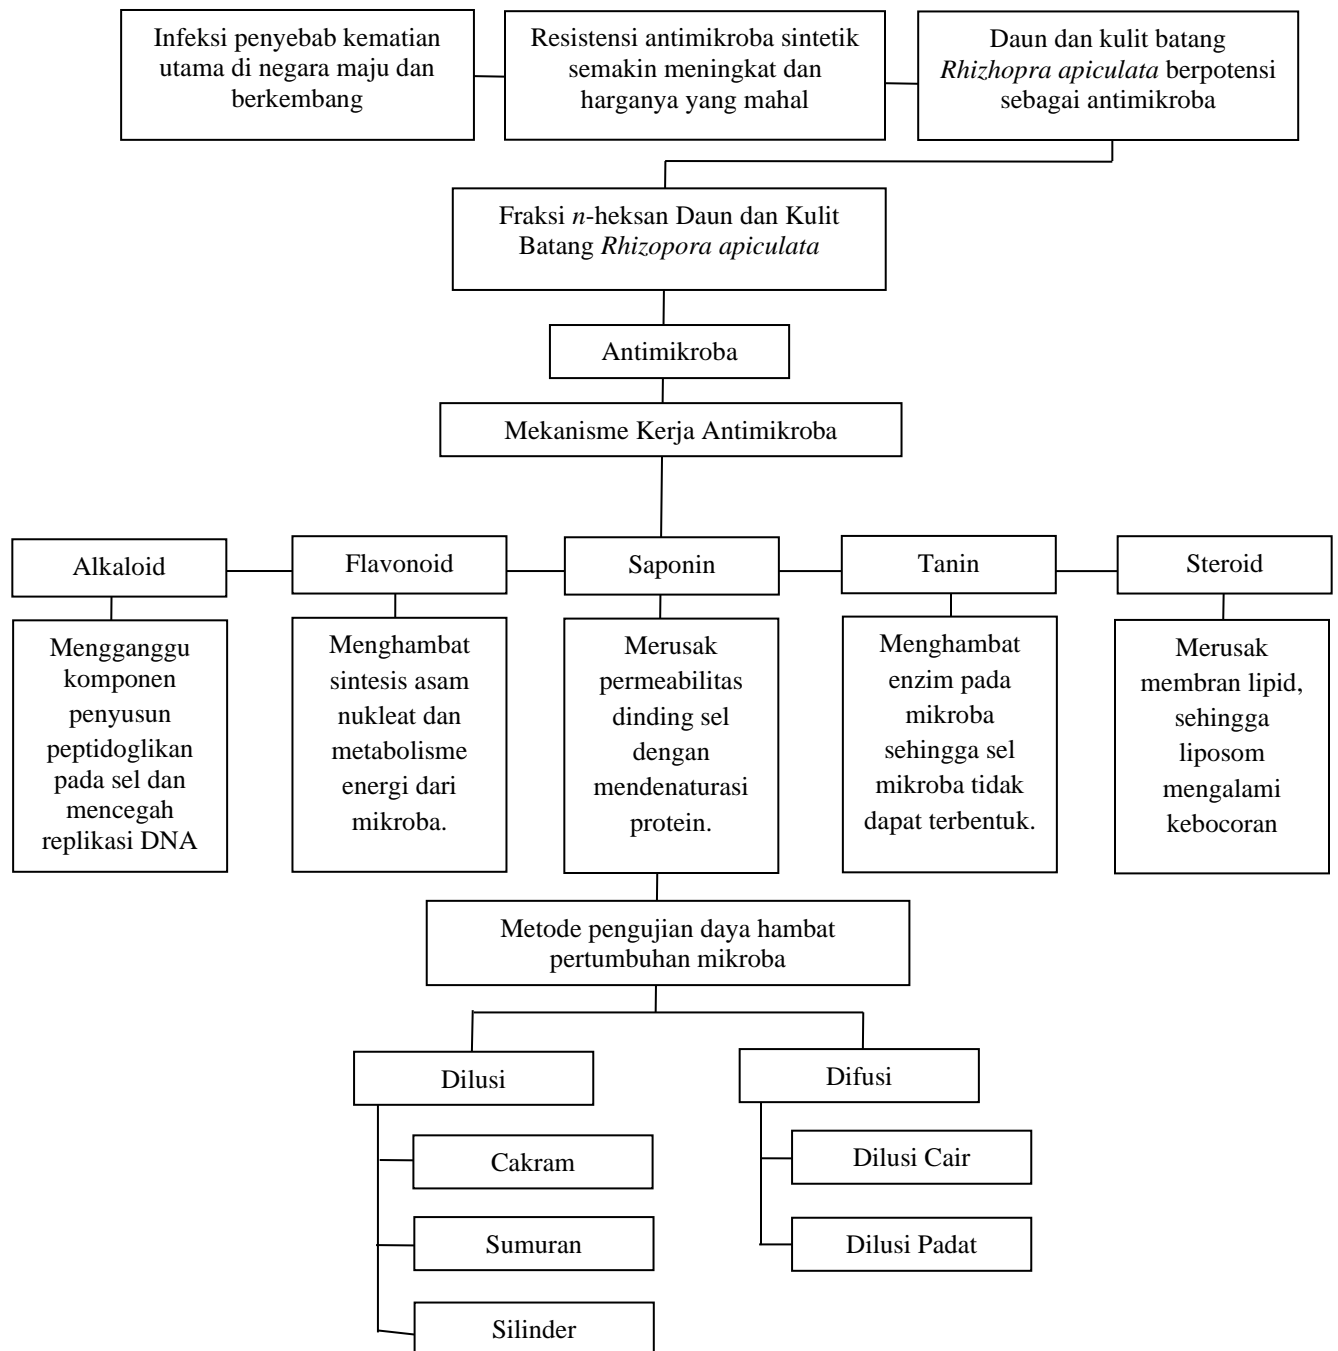 Infeksi penyebab kematian
utama di negara maju dan
berkembang
Resistensi antimikroba sintetik
semakin meningkat dan
harganya yang mahal
Daun dan kulit batang
Rhizhopra apiculata berpotensi
sebagai antimikroba
Fraksi n-heksan Daun dan Kulit
Batang Rhizopora apiculata
Antimikroba
Mekanisme Kerja Antimikroba
Alkaloid
Flavonoid
Saponin
Tanin
Steroid
Mengganggu
komponen
penyusun
peptidoglikan
pada sel dan
mencegah
replikasi DNA
Menghambat
sintesis asam
nukleat dan
metabolisme
energi dari
mikroba.
Merusak
permeabilitas
dinding sel
dengan
mendenaturasi
protein.
Menghambat
enzim pada
mikroba
sehingga sel
mikroba tidak
dapat terbentuk.
Merusak
membran lipid,
sehingga
liposom
mengalami
kebocoran
Metode pengujian daya hambat
pertumbuhan mikroba
Dilusi
Difusi
Cakram
Sumuran
Silinder
Dilusi Cair
Dilusi Padat